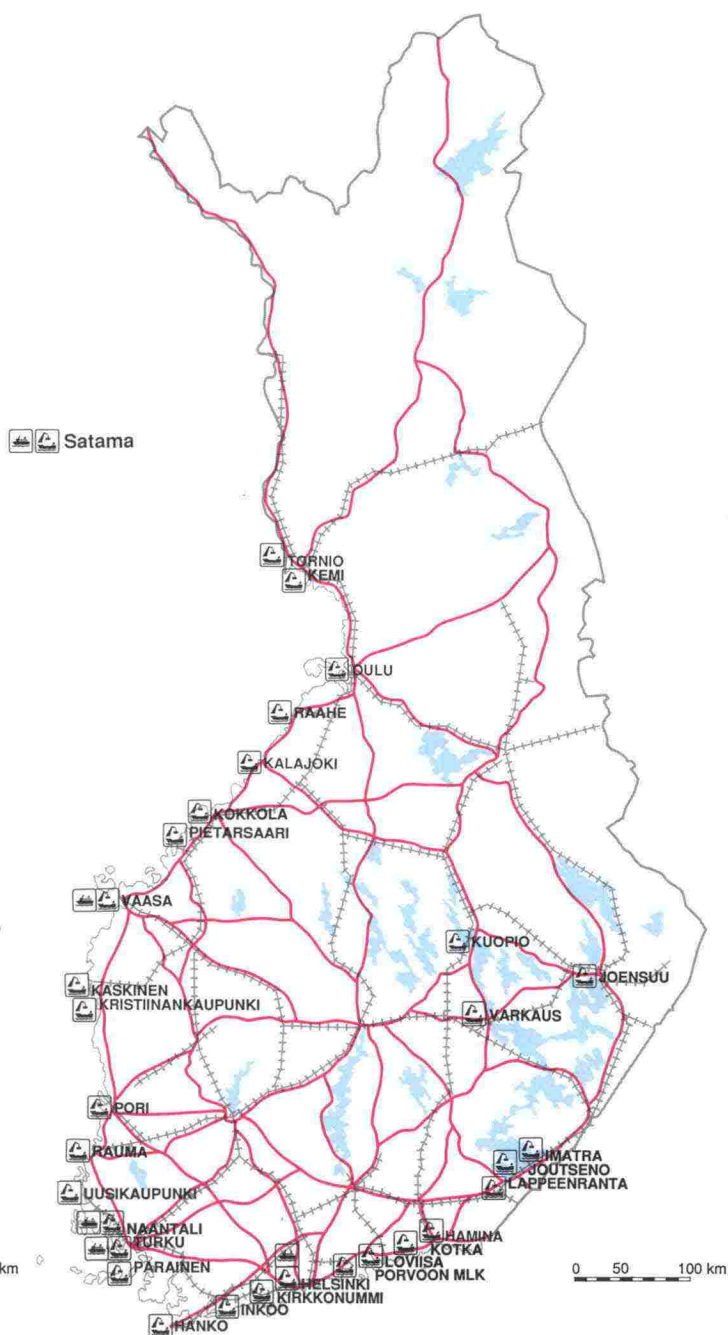 Satama
TORNIO
KEMI
OULU
RAAHE
KALAJOKI
KOKKOLA
PIETARSAARI
VAASA
KUOPIO
JOENSUU
KASKINEN
KRISTIINANKAUPUNKI
VARKAUS
PORI
RAUMA
IMATRA
JOUTSENO
LAPPEENRANTA
UUSIKAUPUNKI
NAANTALI
TURKU
HAMINA
KOTKA
PARAINEN
LOVIISA
PORVOON MLK
km
HELSINKI
KIRKKONUMMI
INKOO
HANKO
0 50 100 km